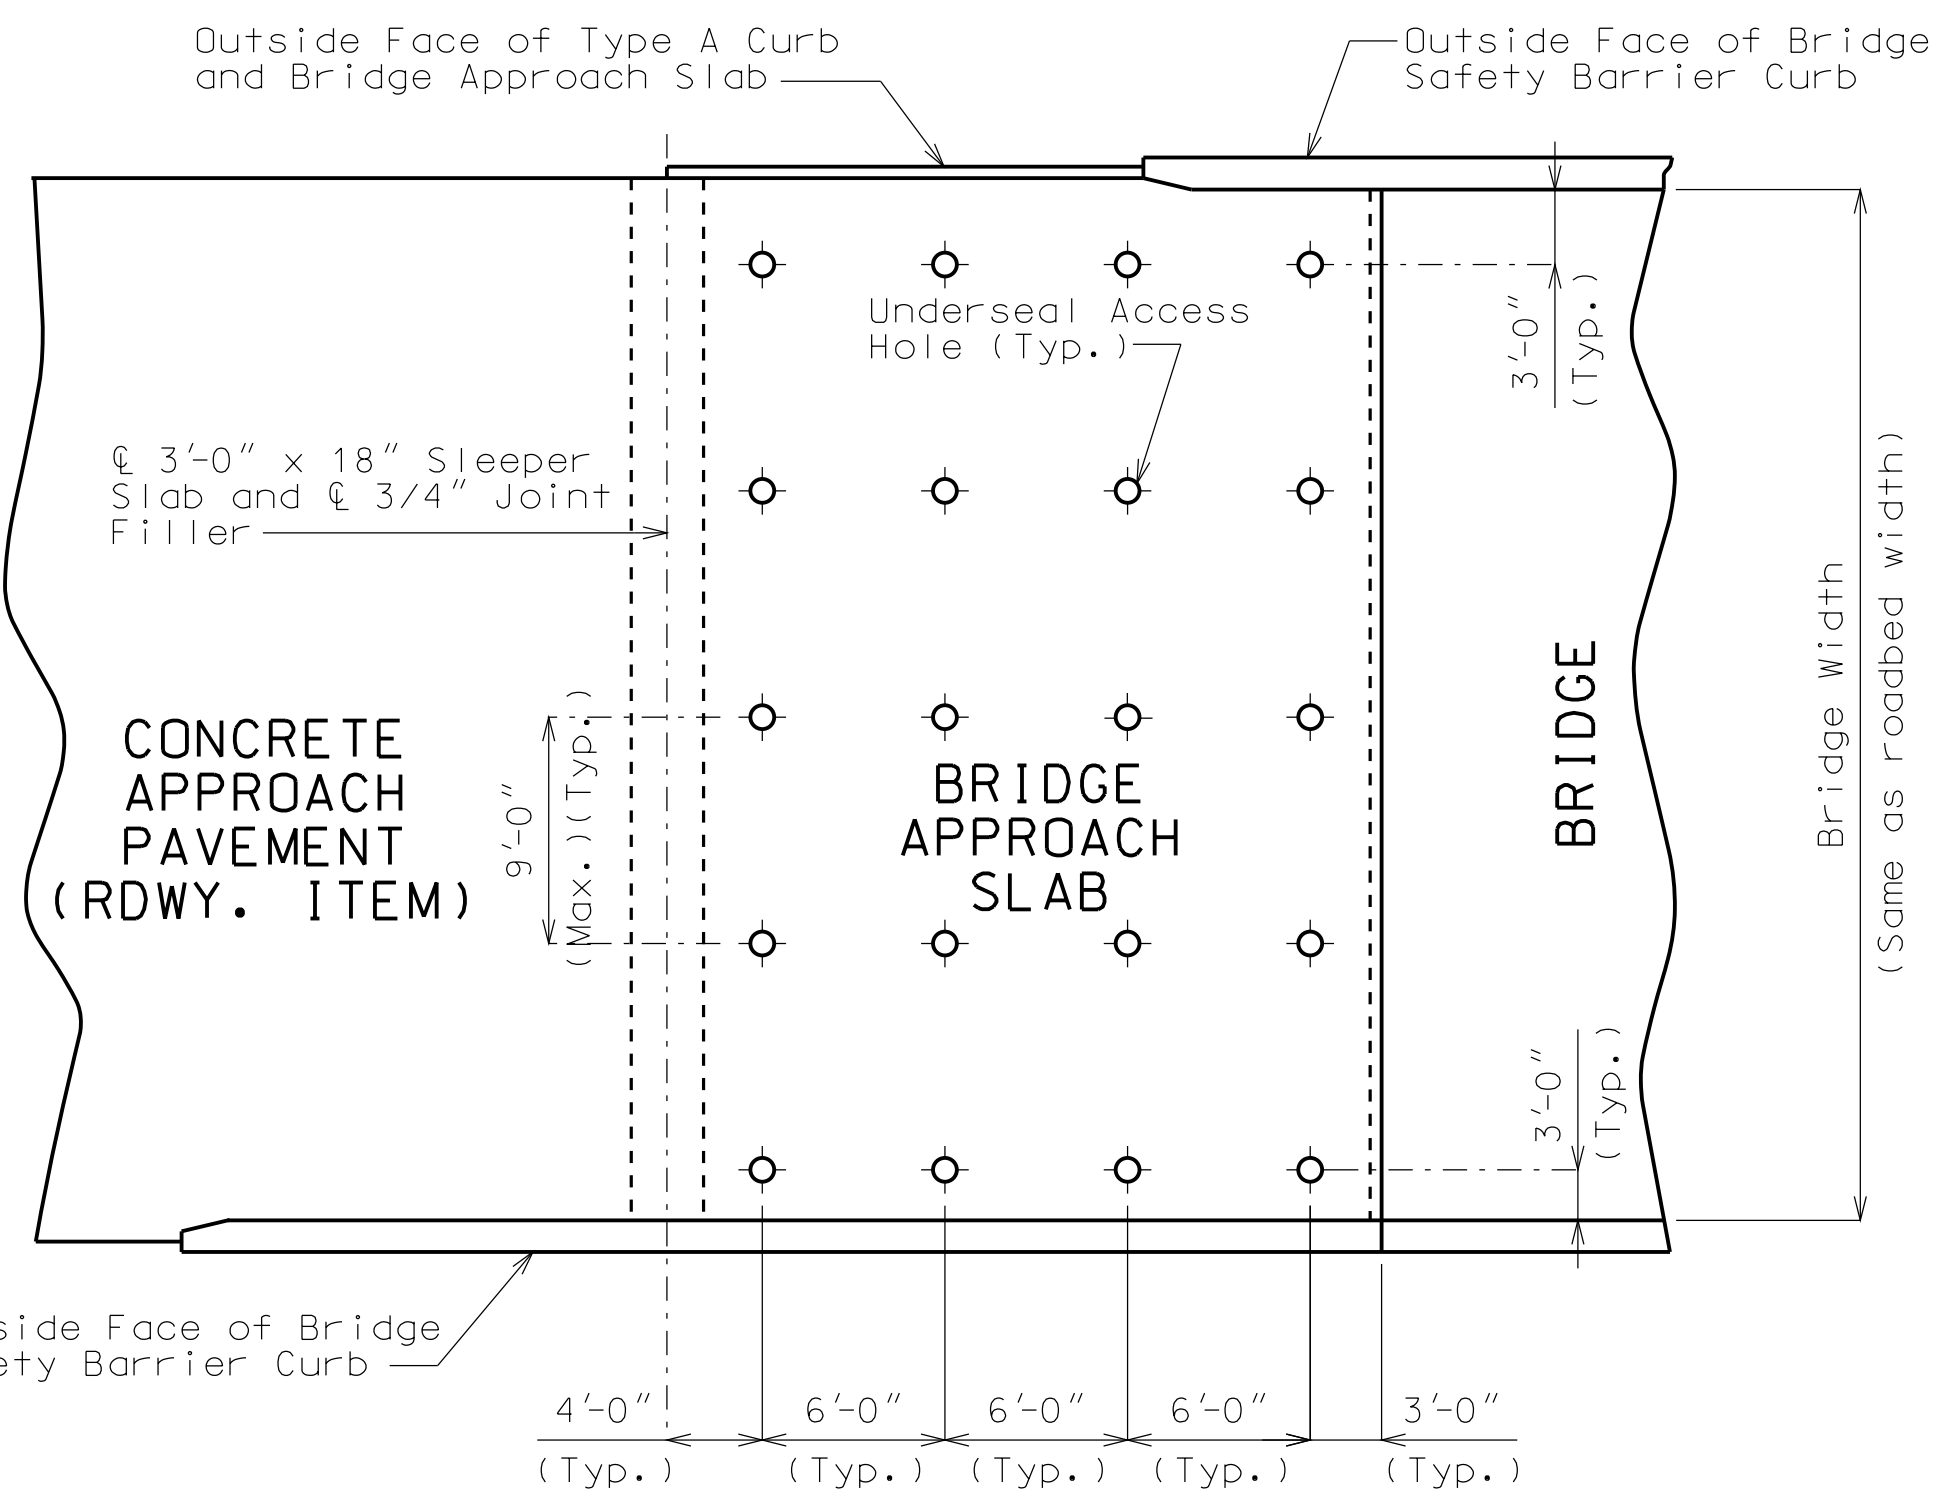 Outside Face of Type A Curb
and Bridge Approach Slab
Outside Face of Bridge
Safety Barrier Curb
Underseal Access
Hole (Typ.)
3'-0"
(Typ.)
℄ 3'-0" x 18" Sleeper
Slab and ℄ 3/4" Joint
Filler
CONCRETE
APPROACH
PAVEMENT
(RDWY. ITEM)
9'-0"
(Max.)(Typ.)
BRIDGE
APPROACH
SLAB
BRIDGE
Bridge Width
(Same as roadbed width)
3'-0"
(Typ.)
side Face of Bridge
ety Barrier Curb
4'-0"
(Typ.)
6'-0"
(Typ.)
6'-0"
(Typ.)
6'-0"
(Typ.)
3'-0"
(Typ.)